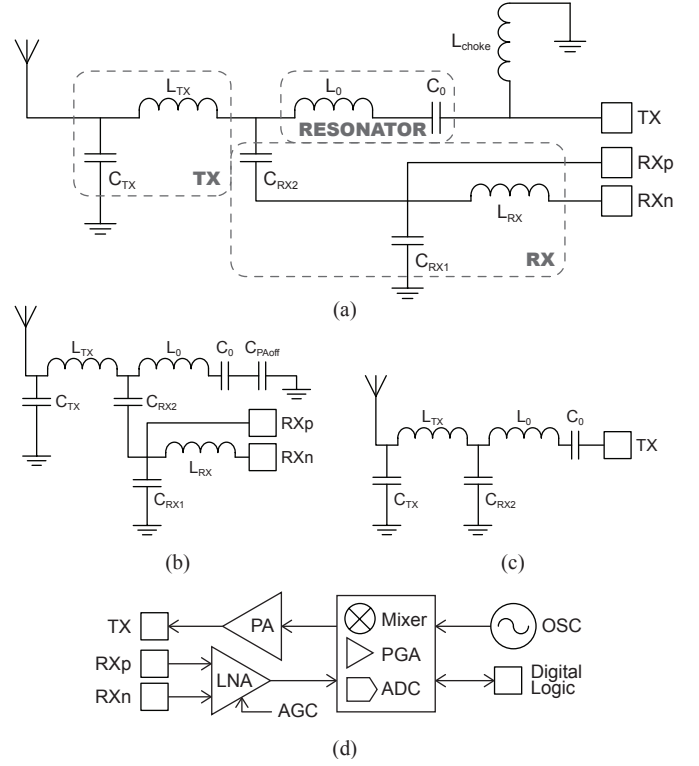 L_choke
L_TX
L_0
C_0
RESONATOR
TX
RXp
RXn
C_TX
TX
C_RX2
L_RX
C_RX1
RX
(a)
L_TX
L_0
C_0
C_PAoff
C_TX
C_RX2
RXp
RXn
L_RX
C_RX1
(b)
L_TX
L_0
C_0
TX
C_TX
C_RX2
(c)
TX
PA
Mixer
OSC
RXp
RXn
LNA
PGA
ADC
Digital
Logic
AGC
(d)